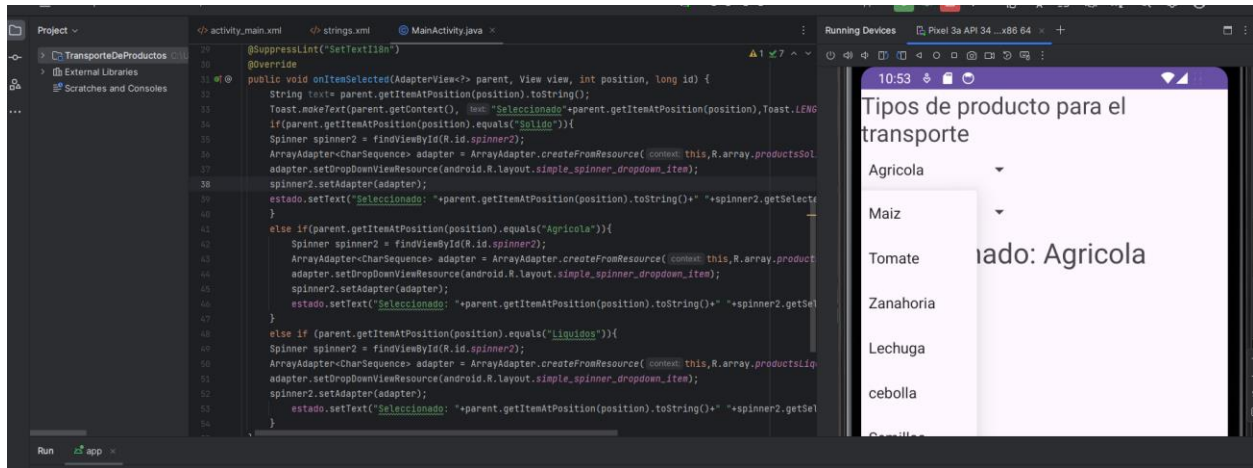 Project
</> activity_main.xml </> strings.xml MainActivity.java ×
Running Devices Pixel 3a API 34 ...x86 64 × +
TransporteDeProductos C:\U
External Libraries
Scratches and Consoles
1 7
29 @SuppressLint("SetTextI18n")
30 @Override
31 public void onItemSelected(AdapterView<?> parent, View view, int position, long id) {
32 String text= parent.getItemAtPosition(position).toString();
33 Toast.makeText(parent.getContext(), text: "Seleccionado"+parent.getItemAtPosition(position),Toast.LENG
34 if(parent.getItemAtPosition(position).equals("Solido")){
35 Spinner spinner2 = findViewById(R.id.spinner2);
36 ArrayAdapter<CharSequence> adapter = ArrayAdapter.createFromResource( context: this,R.array.productsSol
37 adapter.setDropDownViewResource(android.R.layout.simple_spinner_dropdown_item);
38 spinner2.setAdapter(adapter);
39 estado.setText("Seleccionado: "+parent.getItemAtPosition(position).toString()+" "+spinner2.getSelecte
40 }
41 else if(parent.getItemAtPosition(position).equals("Agricola")){
42 Spinner spinner2 = findViewById(R.id.spinner2);
43 ArrayAdapter<CharSequence> adapter = ArrayAdapter.createFromResource( context: this,R.array.product
44 adapter.setDropDownViewResource(android.R.layout.simple_spinner_dropdown_item);
45 spinner2.setAdapter(adapter);
46 estado.setText("Seleccionado: "+parent.getItemAtPosition(position).toString()+" "+spinner2.getSel
47 }
48 else if (parent.getItemAtPosition(position).equals("Liquidos")){
49 Spinner spinner2 = findViewById(R.id.spinner2);
50 ArrayAdapter<CharSequence> adapter = ArrayAdapter.createFromResource( context: this,R.array.productsLiq
51 adapter.setDropDownViewResource(android.R.layout.simple_spinner_dropdown_item);
52 spinner2.setAdapter(adapter);
53 estado.setText("Seleccionado: "+parent.getItemAtPosition(position).toString()+" "+spinner2.getSel
54 }
10:53
Tipos de producto para el
transporte
Agricola
Maiz
Tomate
nado: Agricola
Zanahoria
Lechuga
cebolla
Run app ×